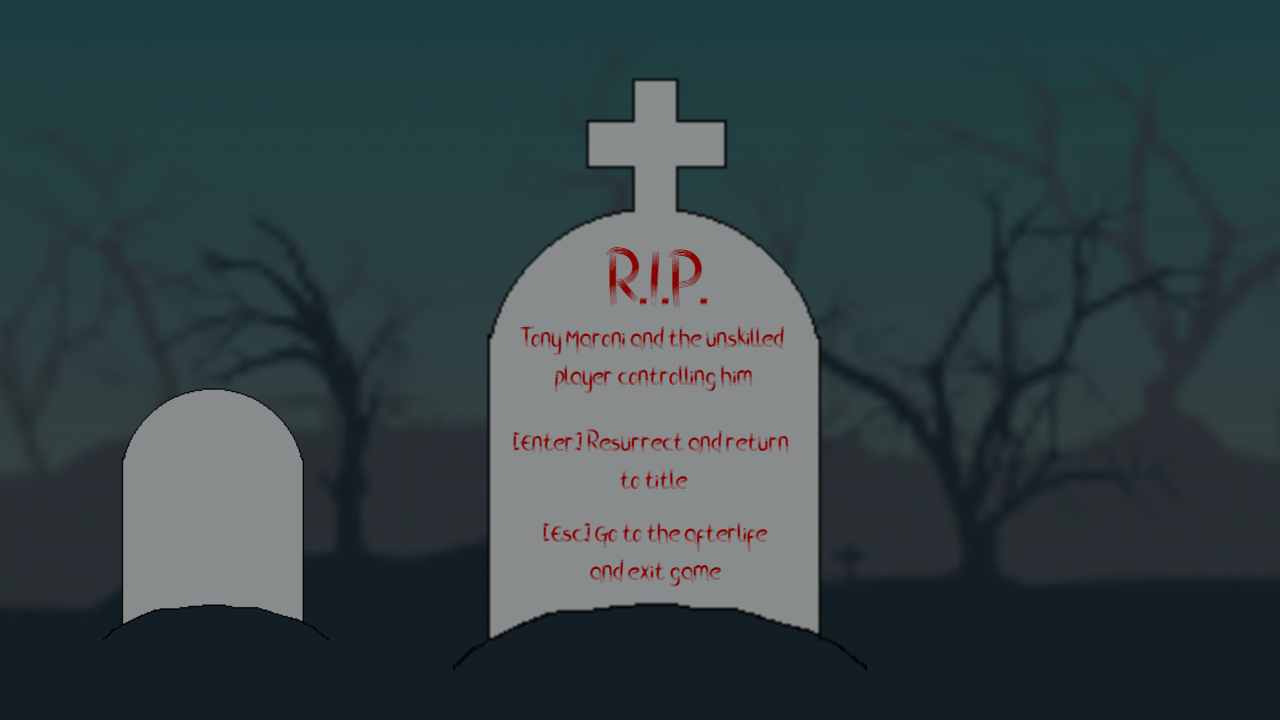 R.I.P.
Tony Maroni and the unskilled
player controlling him
[Enter] Resurrect and return
to title
[Esc] Go to the afterlife
and exit game